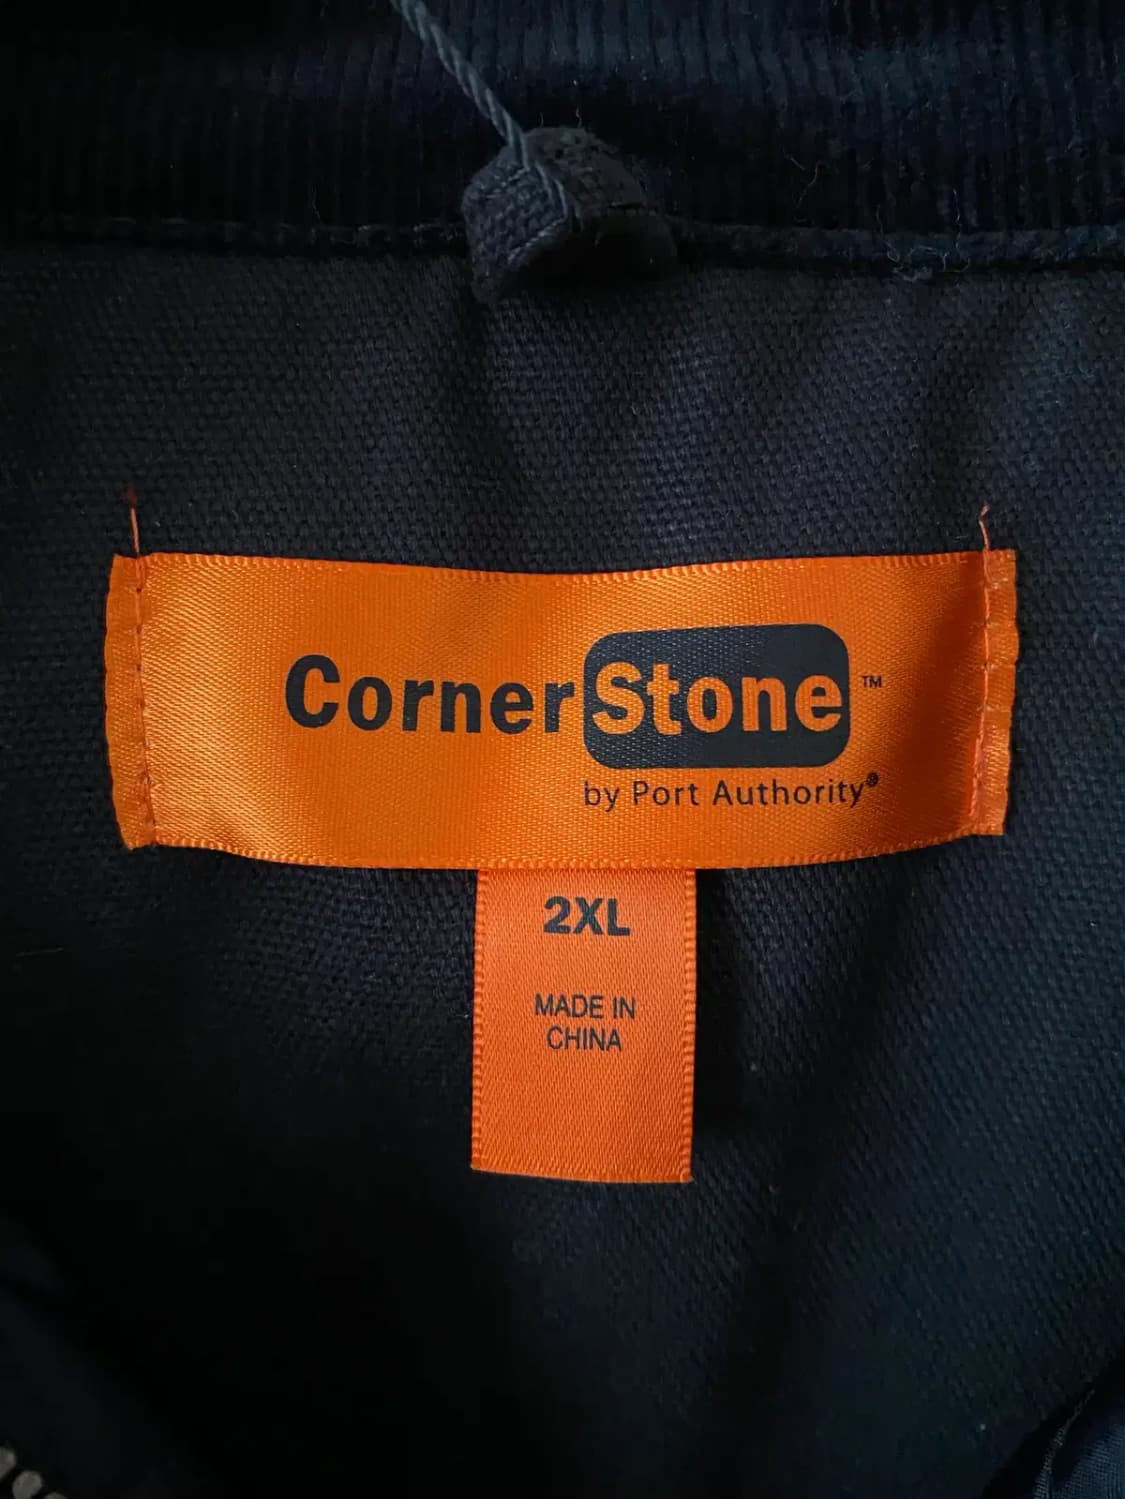 CornerStone™
by Port Authority®
2XL
MADE IN
CHINA